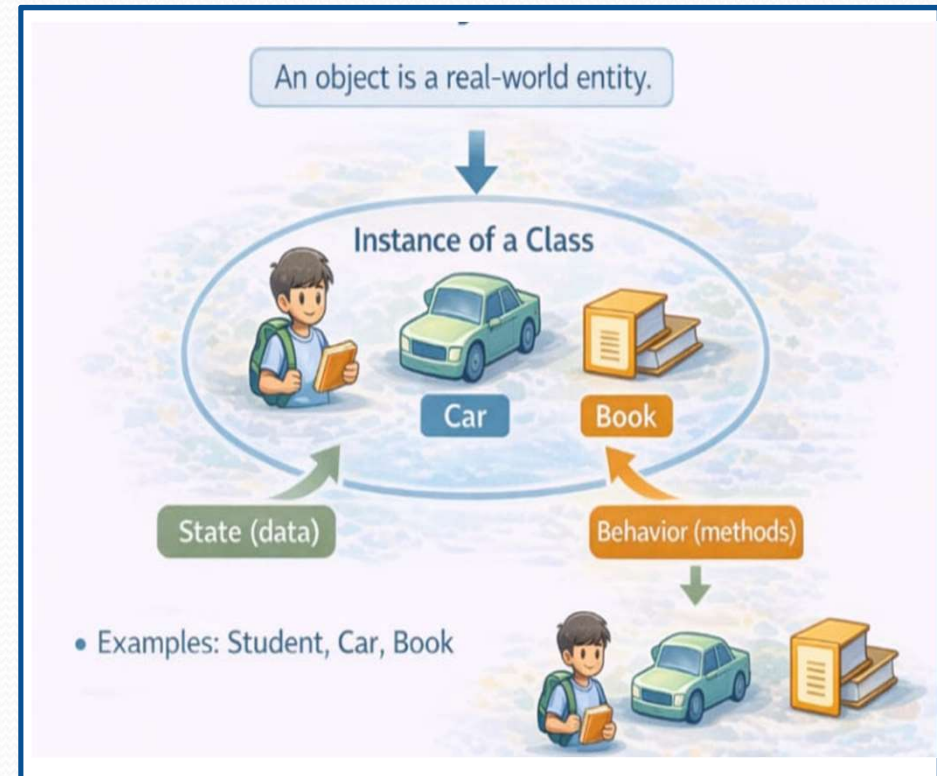 An object is a real-world entity.
Instance of a Class
Car
Book
State (data)
Behavior (methods)
• Examples: Student, Car, Book